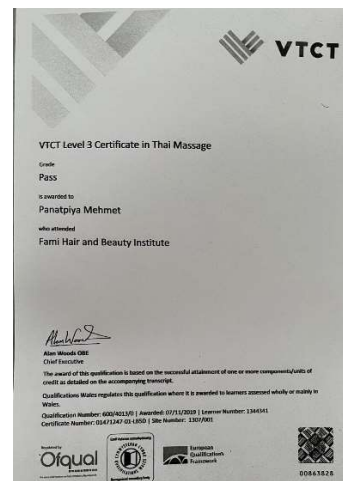 VTCT
VTCT Level 3 Certificate in Thai Massage
Grade
Pass
is awarded to
Panatpiya Mehmet
who attended
Fami Hair and Beauty Institute
Alan Woods OBE
Chief Executive
The award of this qualification is based on the successful attainment of one or more components/units of
credit as detailed on the accompanying transcript.
Qualifications Wales regulates this qualification where it is awarded to learners assessed wholly or mainly in
Wales.
Qualification Number: 600/4013/0 | Awarded: 07/11/2019 | Learner Number: 1344341
Certificate Number: 01471247-01-L850 | Site Number: 1307/001
Regulated by
Ofqual
European
Qualifications
Framework
00863828